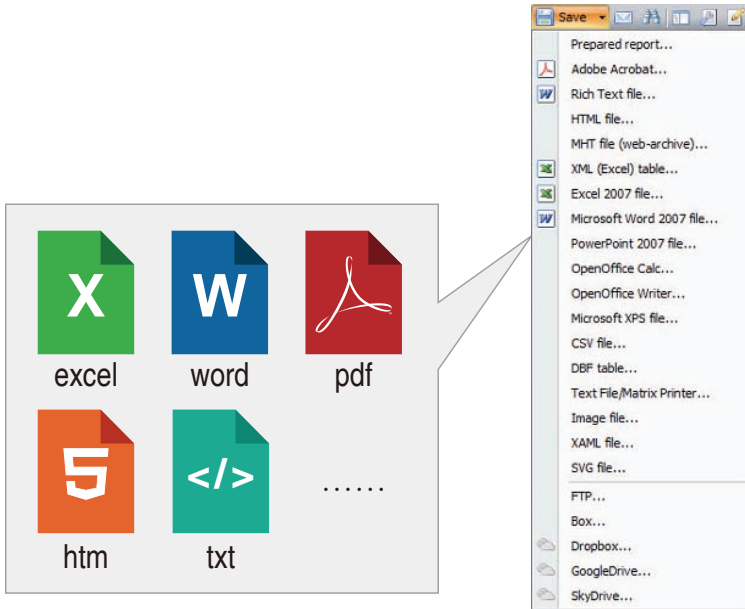 Save
Prepared report...
Adobe Acrobat...
W Rich Text file...
HTML file...
MHT file (web-archive)...
XML (Excel) table...
Excel 2007 file...
W Microsoft Word 2007 file...
PowerPoint 2007 file...
OpenOffice Calc...
OpenOffice Writer...
Microsoft XPS file...
CSV file...
DBF table...
Text File/Matrix Printer...
Image file...
XAML file...
SVG file...
FTP...
Box...
Dropbox...
GoogleDrive...
SkyDrive...
X W
excel word pdf
5 </>
......
htm txt